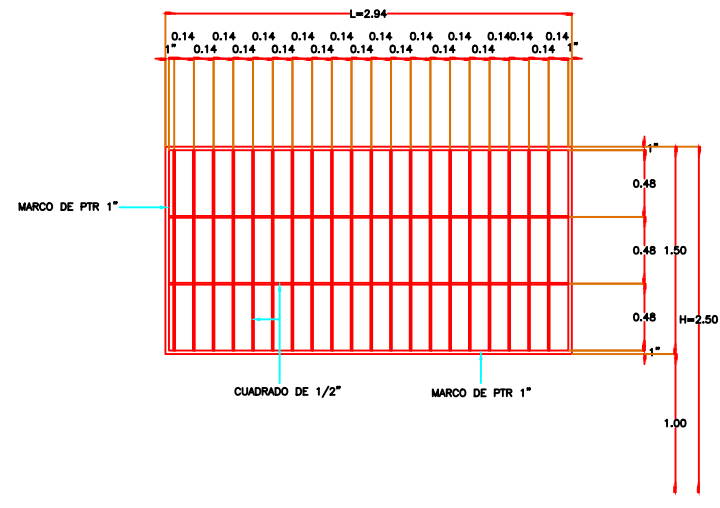 L=2.94
0.14 0.14 0.14 0.14 0.14 0.14 0.14 0.14 0.14 0.14 0.14
1" 0.14 0.14 0.14 0.14 0.14 0.14 0.14 0.14 0.14 1"
1"
0.48
MARCO DE PTR 1"
0.48 1.50
0.48 H=2.50
1"
CUADRADO DE 1/2" MARCO DE PTR 1"
1.00